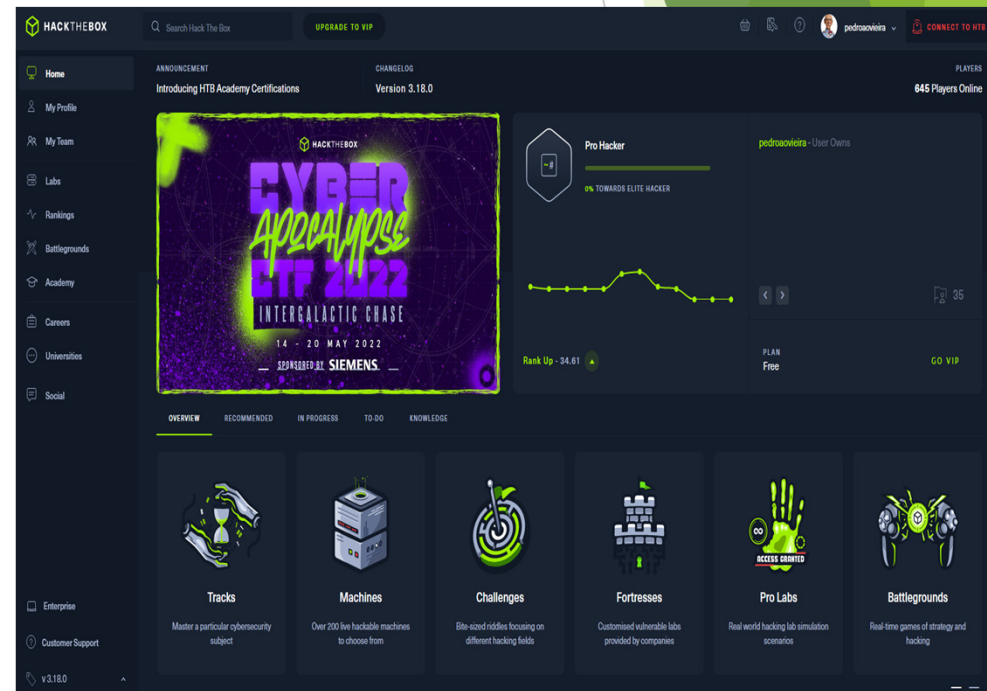 HACKTHEBOX
Search Hack The Box
UPGRADE TO VIP
pedroaovieira
CONNECT TO HTB
Home
My Profile
My Team
Labs
Rankings
Battlegrounds
Academy
Careers
Universities
Social
Enterprise
Customer Support
v 3.18.0
ANNOUNCEMENT
Introducing HTB Academy Certifications
CHANGELOG
Version 3.18.0
PLAYERS
645 Players Online
HACKTHEBOX
CYBER
APOCALYPSE
CTF 2022
INTERGALACTIC CHASE
14 - 20 MAY 2022
SPONSORED BY SIEMENS
~#
Pro Hacker
0% TOWARDS ELITE HACKER
Rank Up - 34.61
pedroaovieira - User Owns
35
PLAN
Free
GO VIP
OVERVIEW RECOMMENDED IN PROGRESS TO-DO KNOWLEDGE
Tracks
Master a particular cybersecurity
subject
Machines
Over 200 live hackable machines
to choose from
Challenges
Bite-sized riddles focusing on
different hacking fields
Fortresses
Customised vulnerable labs
provided by companies
ACCESS GRANTED
Pro Labs
Real world hacking lab simulation
scenarios
Battlegrounds
Real-time games of strategy and
hacking